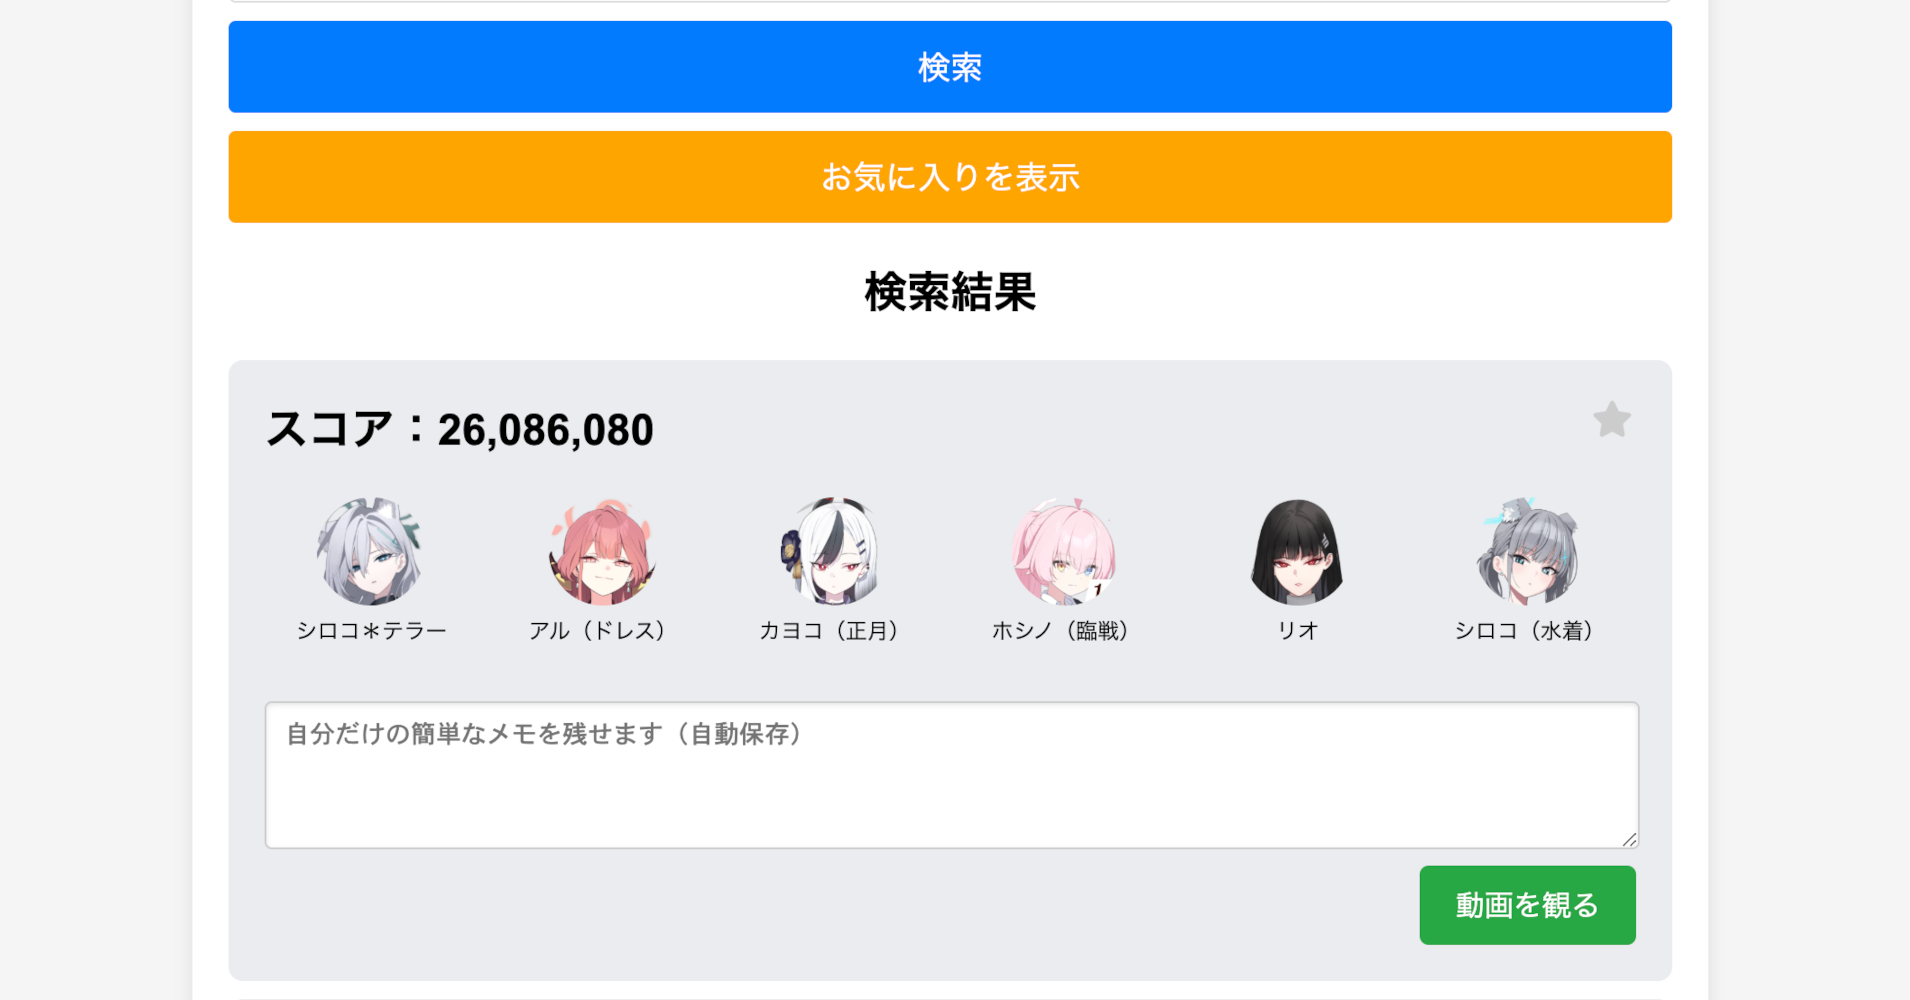 検索
お気に入りを表示
検索結果
スコア：26,086,080
シロコ＊テラー
アル（ドレス）
カヨコ（正月）
ホシノ（臨戦）
リオ
シロコ（水着）
自分だけの簡単なメモを残せます（自動保存）
動画を観る